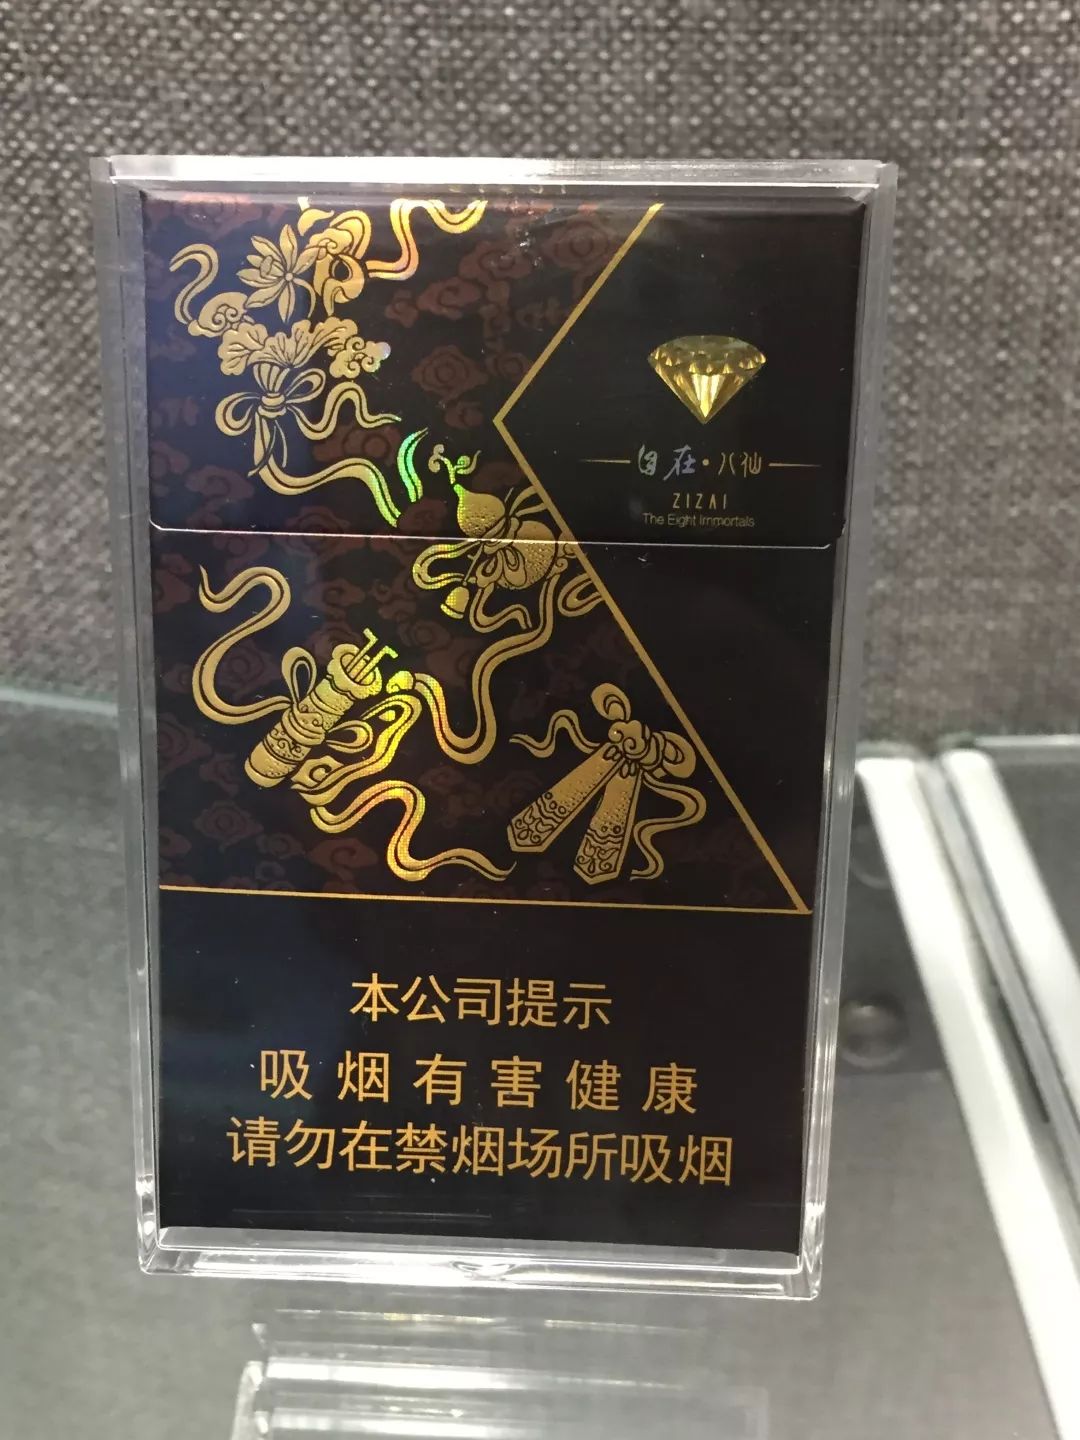 自在·八仙
ZIZAI
The Eight Immortals
本公司提示
吸烟有害健康
请勿在禁烟场所吸烟